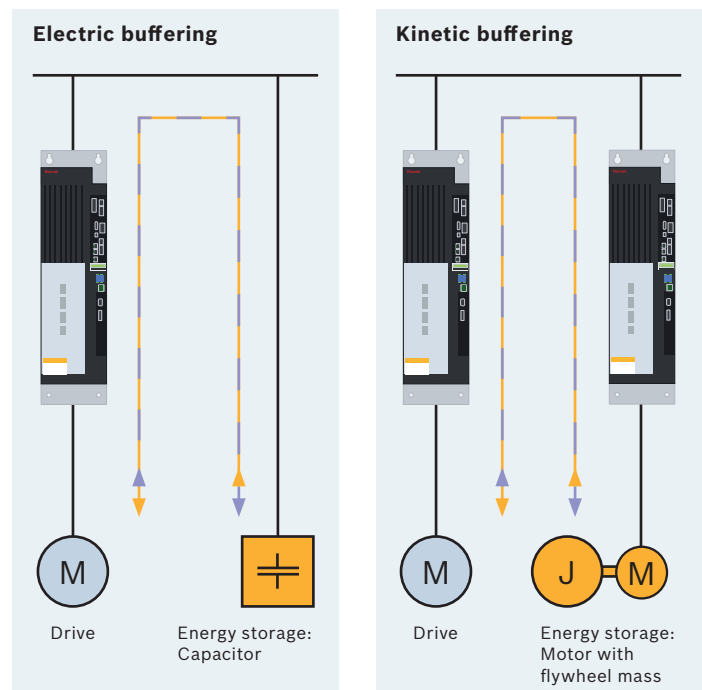 Electric buffering
M
Drive
Energy storage:
Capacitor
Kinetic buffering
M
Drive
J
M
Energy storage:
Motor with
flywheel mass